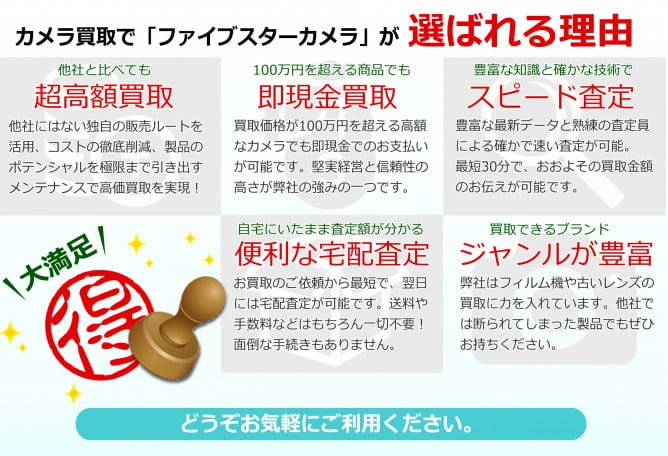 カメラ買取で「ファイブスターカメラ」が 選ばれる理由
他社と比べても
超高額買取
他社にはない独自の販売ルートを
活用、コストの徹底削減、製品の
ポテンシャルを極限まで引き出す
メンテナンスで高価買取を実現！
100万円を超える商品でも
即現金買取
買取価格が100万円を超える高額
なカメラでも即現金でのお支払い
が可能です。堅実経営と信頼性の
高さが弊社の強みの一つです。
豊富な知識と確かな技術で
スピード査定
豊富な最新データと熟練の査定員
による確かで速い査定が可能。
最短30分で、おおよその買取金額
のお伝えが可能です。
大満足
得
自宅にいたまま査定額が分かる
便利な宅配査定
お買取のご依頼から最短で、翌日
には宅配査定が可能です。送料や
手数料などはもちろん一切不要！
面倒な手続きもありません。
買取できるブランド
ジャンルが豊富
弊社はフィルム機や古いレンズの
買取に力を入れています。他社で
は断られてしまった製品でもぜひ
お持ちください。
どうぞお気軽にご利用ください。